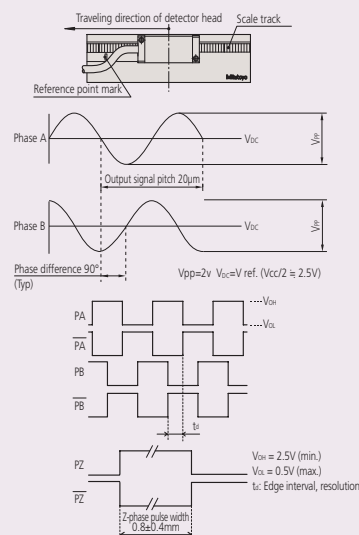 Traveling direction of detector head
Scale track
Reference point mark
Mitutoyo
Phase A
VDC
VPP
Output signal pitch 20μm
Phase B
VDC
VPP
Phase difference 90°
(Typ)
Vpp=2v VDC=V ref. (Vcc/2 ≒ 2.5V)
PA
VOH
VOL
PA
PB
PB
td
PZ
PZ
VOH = 2.5V (min.)
VOL = 0.5V (max.)
td: Edge interval, resolution
Z-phase pulse width
0.8±0.4mm